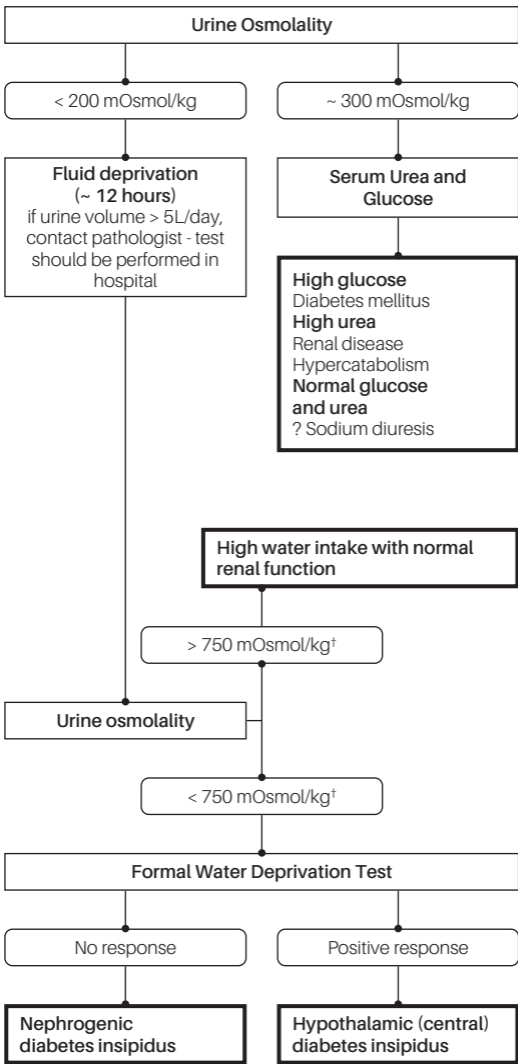 Urine Osmolality
< 200 mOsmol/kg
~ 300 mOsmol/kg
Fluid deprivation
(~ 12 hours)
if urine volume > 5L/day,
contact pathologist - test
should be performed in
hospital
Serum Urea and
Glucose
High glucose
Diabetes mellitus
High urea
Renal disease
Hypercatabolism
Normal glucose
and urea
? Sodium diuresis
High water intake with normal
renal function
> 750 mOsmol/kg†
Urine osmolality
< 750 mOsmol/kg†
Formal Water Deprivation Test
No response
Positive response
Nephrogenic
diabetes insipidus
Hypothalamic (central)
diabetes insipidus